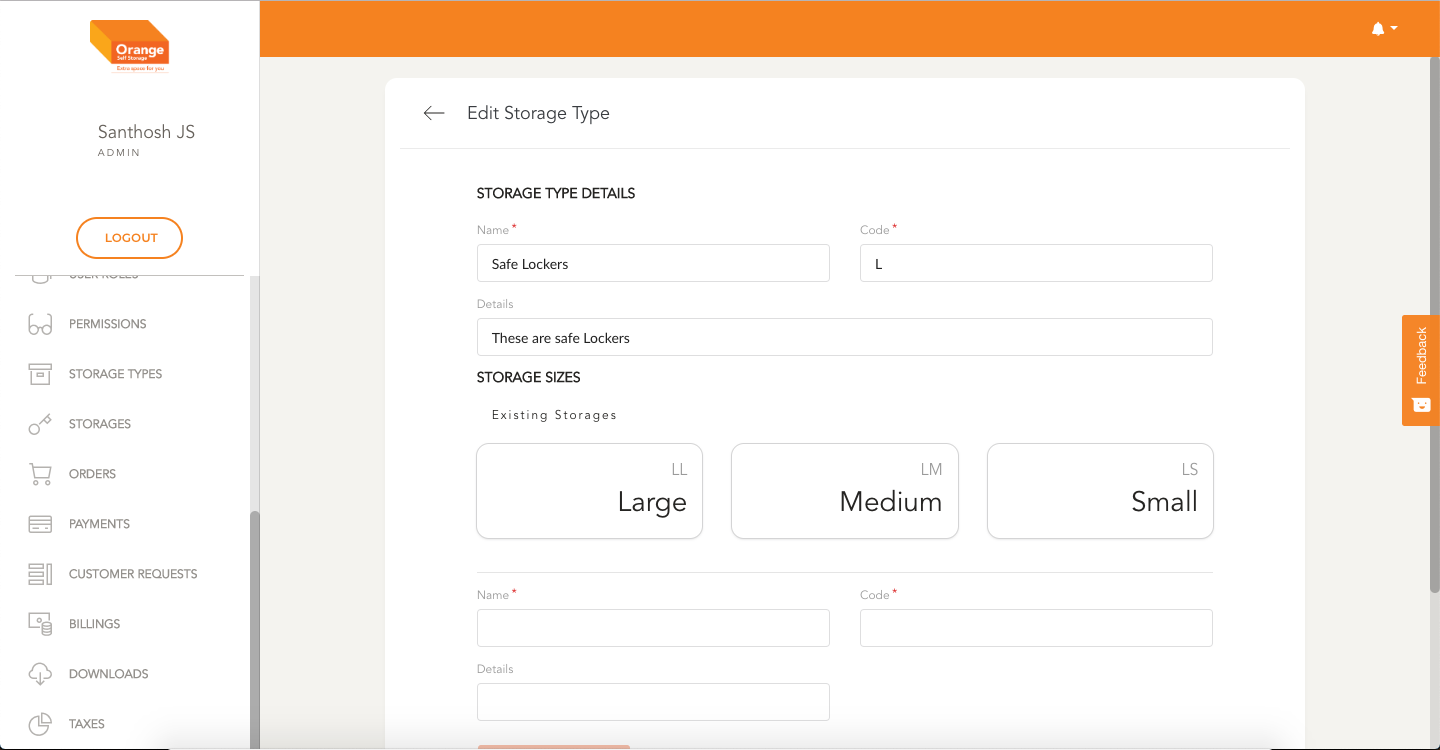 Orange
Self Storage
Extra space for you
Santhosh JS
ADMIN
LOGOUT
USER ROLES
PERMISSIONS
STORAGE TYPES
STORAGES
ORDERS
PAYMENTS
CUSTOMER REQUESTS
BILLINGS
DOWNLOADS
TAXES
Edit Storage Type
STORAGE TYPE DETAILS
Name * Code *
Safe Lockers L
Details
These are safe Lockers
STORAGE SIZES
Existing Storages
LL LM LS
Large Medium Small
Name * Code *
Details
Feedback